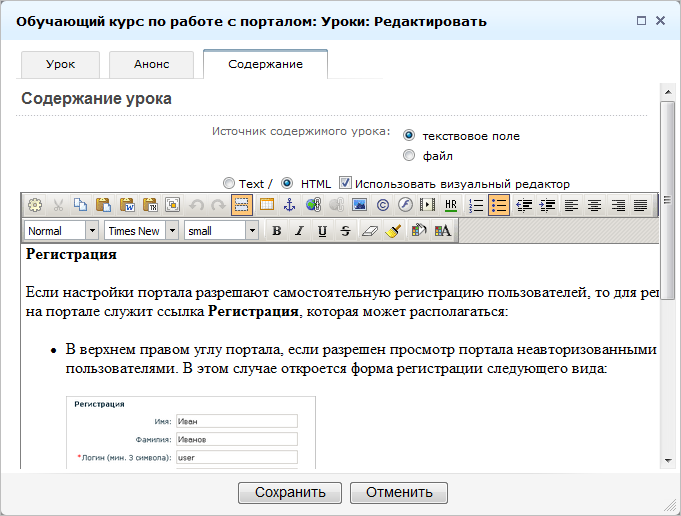 Обучающий курс по работе с порталом: Уроки: Редактировать
Урок Анонс Содержание
Содержание урока
Источник содержимого урока: текствовое поле
файл
Text / HTML Использовать визуальный редактор
HR
Normal Times New small B I U S A
Регистрация
Если настройки портала разрешают самостоятельную регистрацию пользователей, то для рег
на портале служит ссылка Регистрация, которая может располагаться:
В верхнем правом углу портала, если разрешен просмотр портала неавторизованными
пользователями. В этом случае откроется форма регистрации следующего вида:
Регистрация
Имя: Иван
Фамилия: Иванов
*Логин (мин. 3 символа): user
Сохранить Отменить